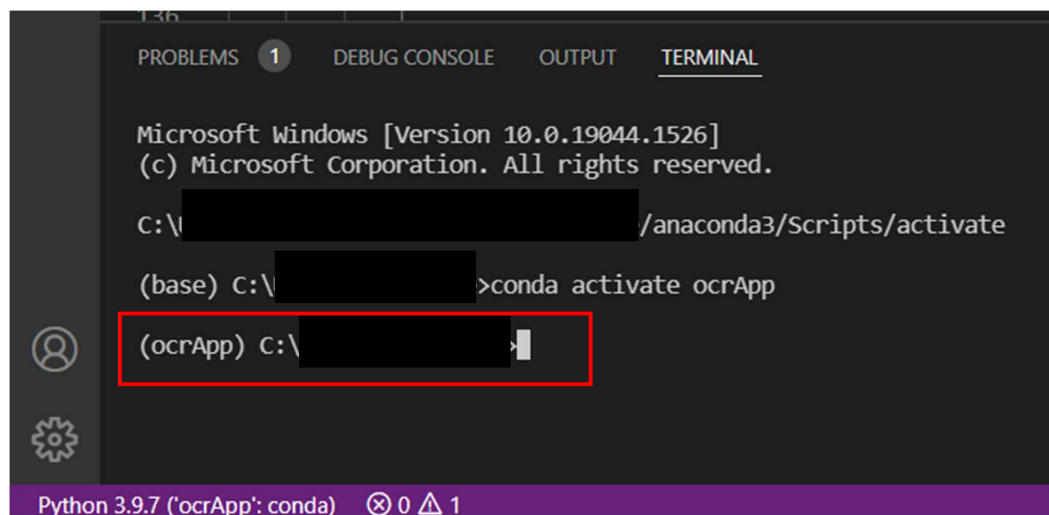 136
PROBLEMS 1 DEBUG CONSOLE OUTPUT TERMINAL
Microsoft Windows [Version 10.0.19044.1526]
(c) Microsoft Corporation. All rights reserved.
C:\ /anaconda3/Scripts/activate
(base) C:\ >conda activate ocrApp
(ocrApp) C:\ >
Python 3.9.7 ('ocrApp': conda) 0 1